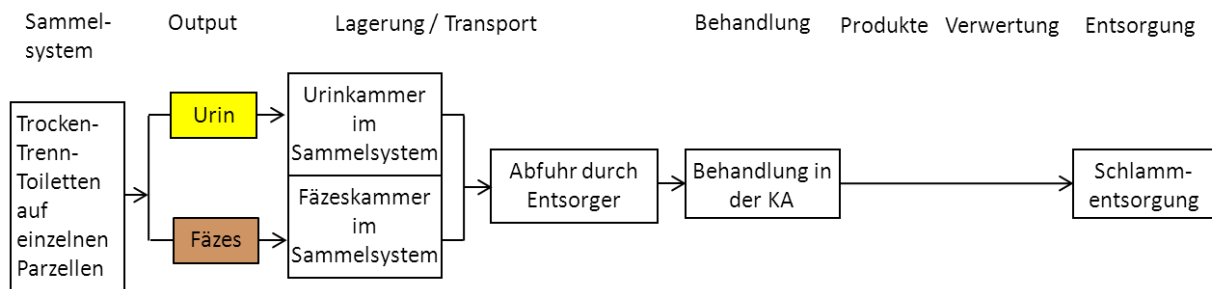 Sammel-
system
Output
Lagerung / Transport
Behandlung
Produkte
Verwertung
Entsorgung
Trocken-
Trenn-
Toiletten
auf
einzelnen
Parzellen
Urin
Fäzes
Urinkammer
im
Sammelsystem
Fäzeskammer
im
Sammelsystem
Abfuhr durch
Entsorger
Behandlung in
der KA
Schlamm-
entsorgung